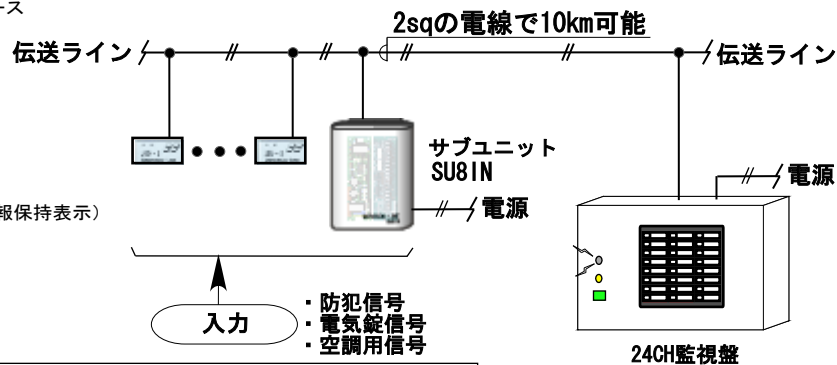 ース
2sqの電線で10km可能
伝送ライン
伝送ライン
サブユニット
SU8IN
電源
電源
報保持表示）
入力
・防犯信号
・電気錠信号
・空調用信号
24CH監視盤